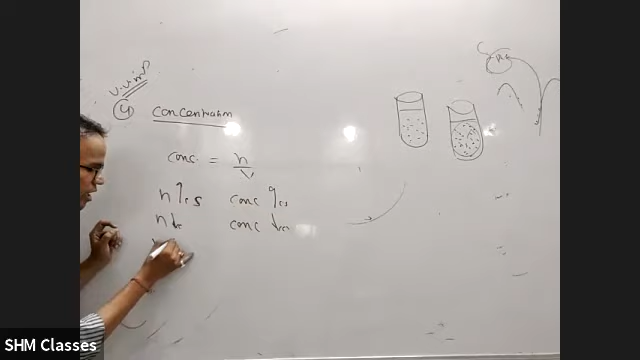 v.v.imp
(4) Concentration
conc. = n/V
n ↑es conc ↑es
n ↓es conc ↓es
SHM Classes